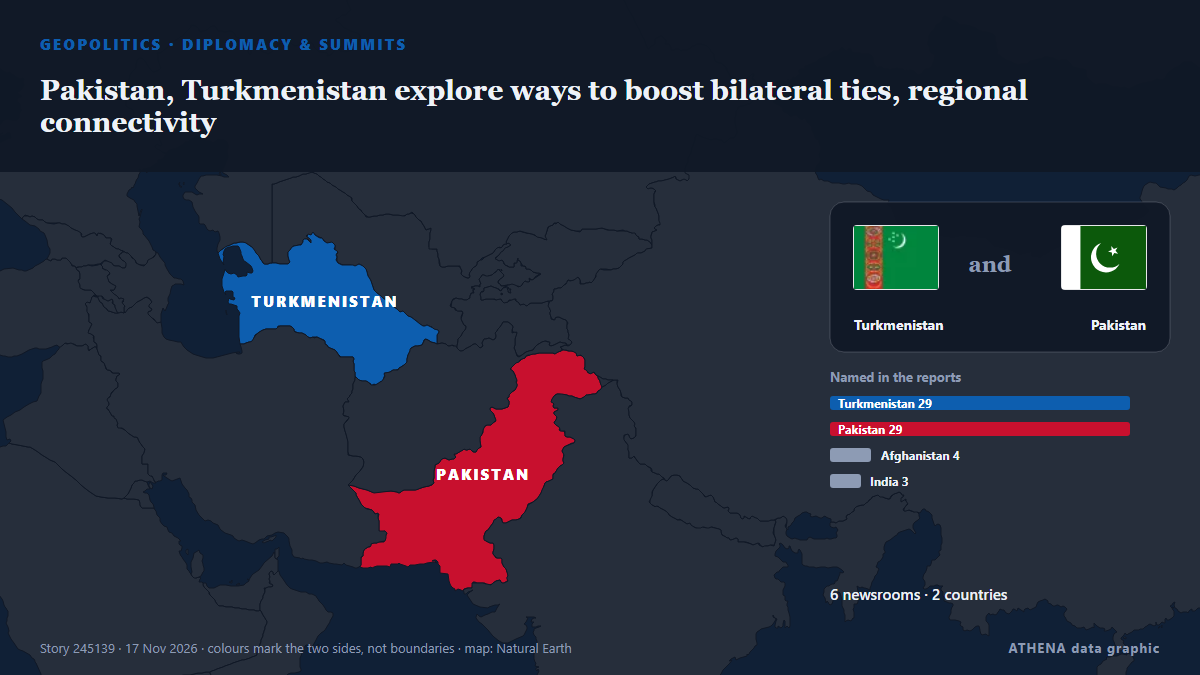 GEOPOLITICS · DIPLOMACY & SUMMITS
Pakistan, Turkmenistan explore ways to boost bilateral ties, regional
connectivity
TURKMENISTAN
PAKISTAN
and
Turkmenistan
Pakistan
Named in the reports
Turkmenistan 29
Pakistan 29
Afghanistan 4
India 3
6 newsrooms · 2 countries
Story 245139 · 17 Nov 2026 · colours mark the two sides, not boundaries · map: Natural Earth
ATHENA data graphic